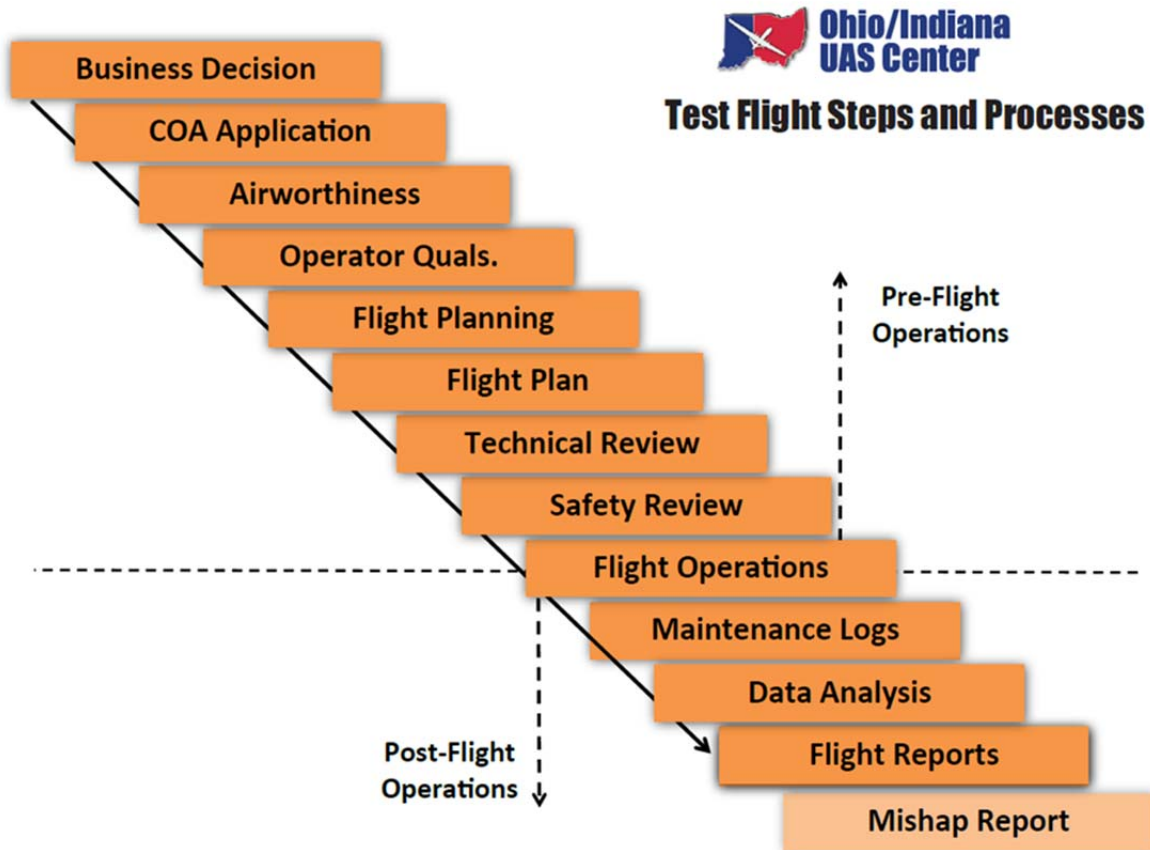 Ohio/Indiana
UAS Center
Test Flight Steps and Processes
Business Decision
COA Application
Airworthiness
Operator Quals.
Flight Planning
Flight Plan
Technical Review
Safety Review
Flight Operations
Maintenance Logs
Data Analysis
Flight Reports
Mishap Report
Pre-Flight
Operations
Post-Flight
Operations